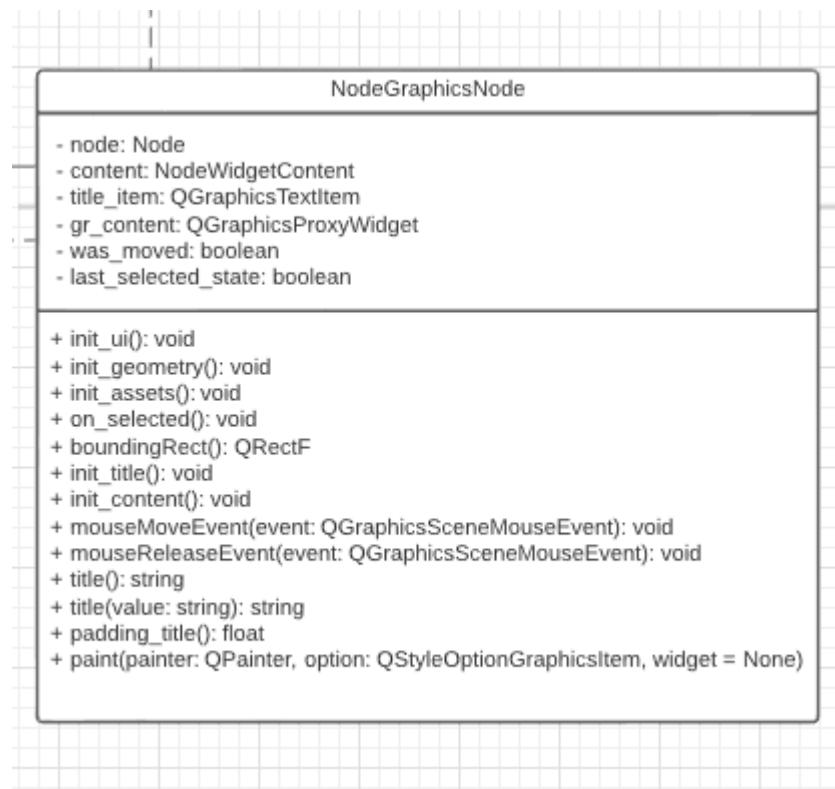 NodeGraphicsNode
- node: Node
- content: NodeWidgetContent
- title_item: QGraphicsTextItem
- gr_content: QGraphicsProxyWidget
- was_moved: boolean
- last_selected_state: boolean
+ init_ui(): void
+ init_geometry(): void
+ init_assets(): void
+ on_selected(): void
+ boundingRect(): QRectF
+ init_title(): void
+ init_content(): void
+ mouseMoveEvent(event: QGraphicsSceneMouseEvent): void
+ mouseReleaseEvent(event: QGraphicsSceneMouseEvent): void
+ title(): string
+ title(value: string): string
+ padding_title(): float
+ paint(painter: QPainter, option: QStyleOptionGraphicsItem, widget = None)